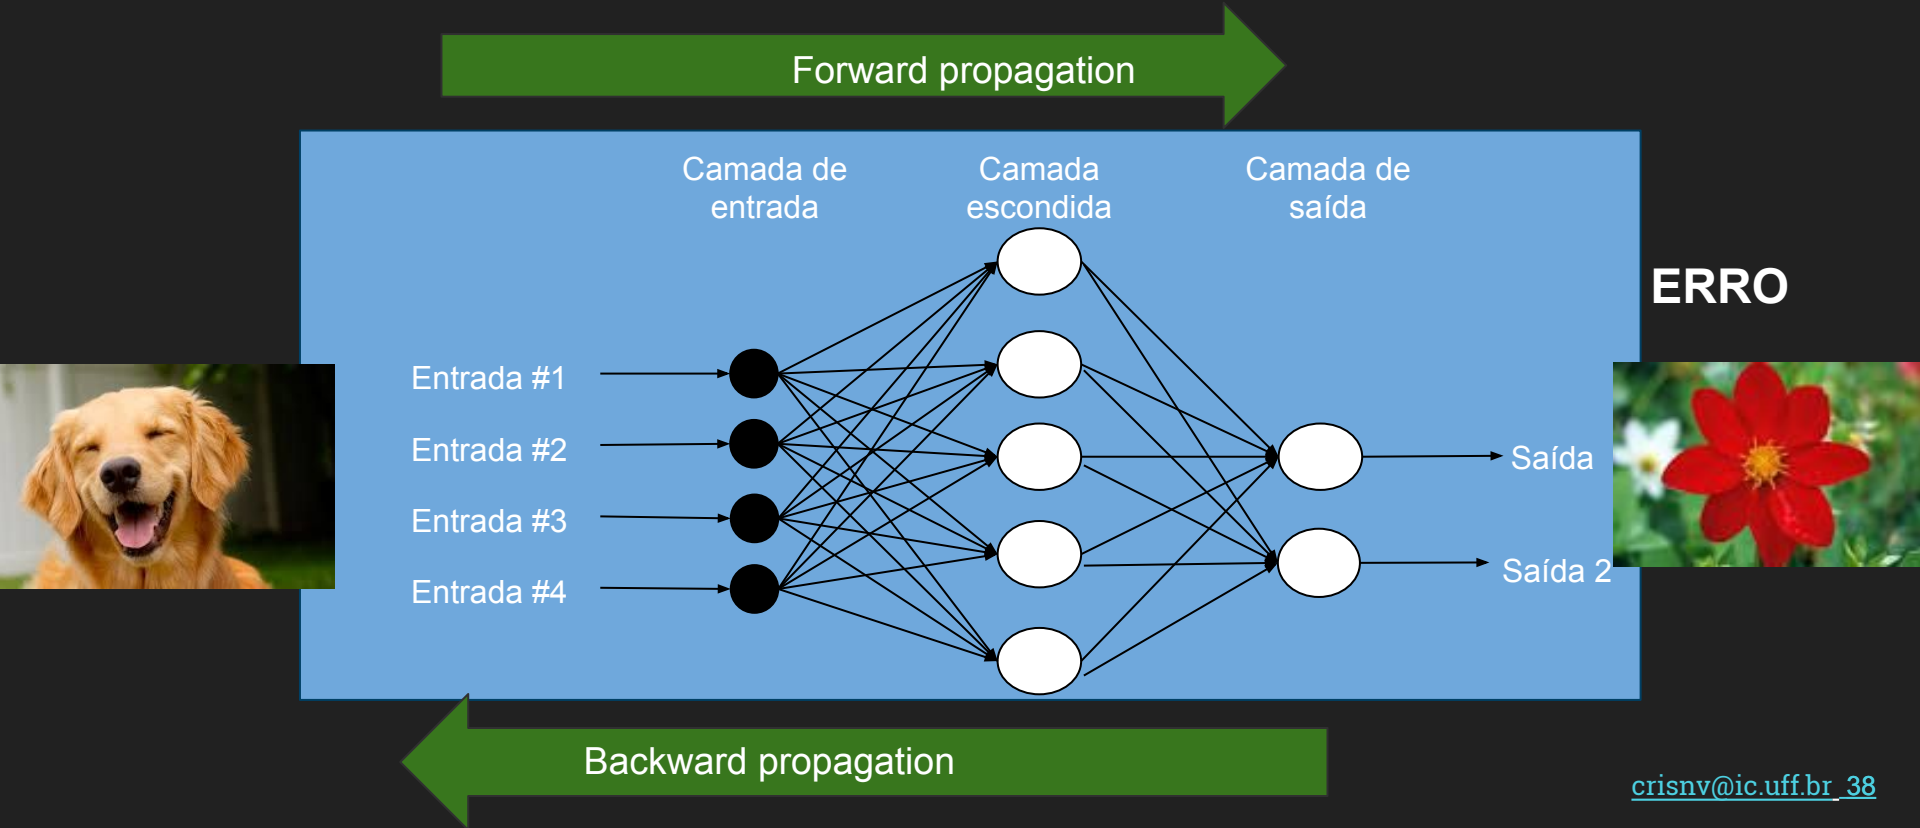 Forward propagation
Camada de
entrada
Camada
escondida
Camada de
saída
ERRO
Entrada #1
Entrada #2
Entrada #3
Entrada #4
Saída
Saída 2
Backward propagation
crisnv@ic.uff.br 38